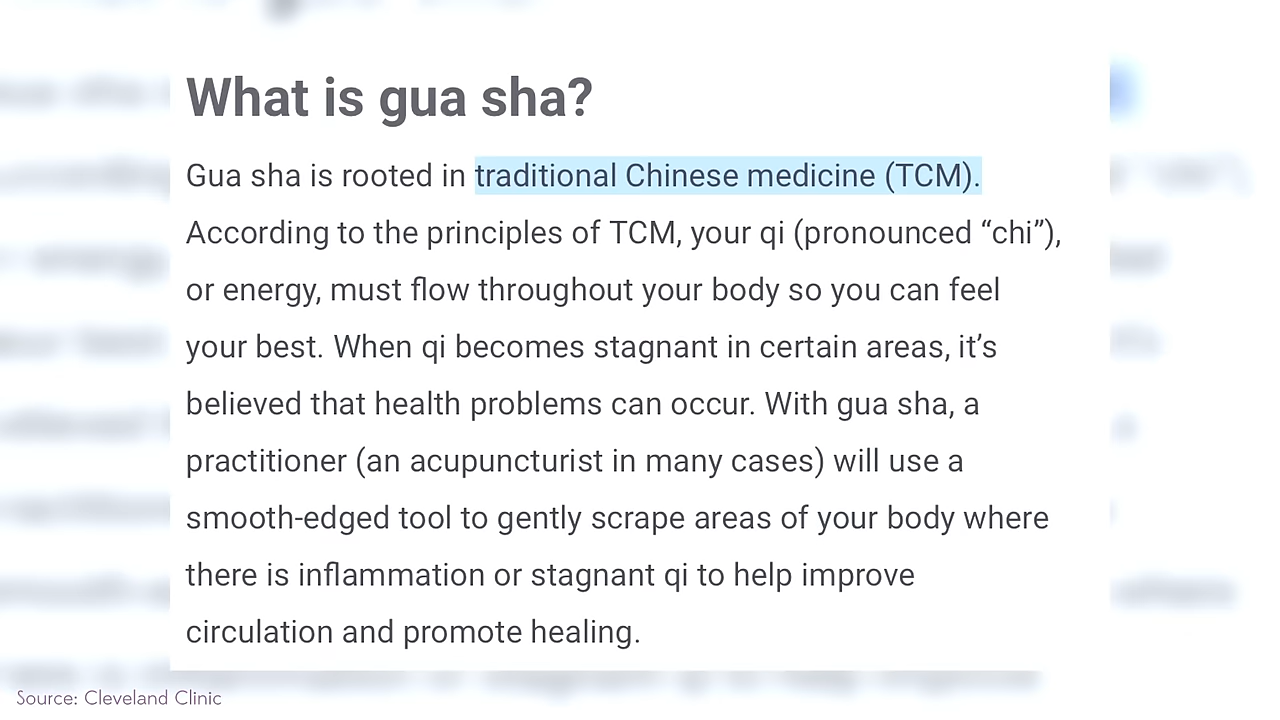 What is gua sha?
Gua sha is rooted in traditional Chinese medicine (TCM).
According to the principles of TCM, your qi (pronounced “chi”),
or energy, must flow throughout your body so you can feel
your best. When qi becomes stagnant in certain areas, it’s
believed that health problems can occur. With gua sha, a
practitioner (an acupuncturist in many cases) will use a
smooth-edged tool to gently scrape areas of your body where
there is inflammation or stagnant qi to help improve
circulation and promote healing.
Source: Cleveland Clinic